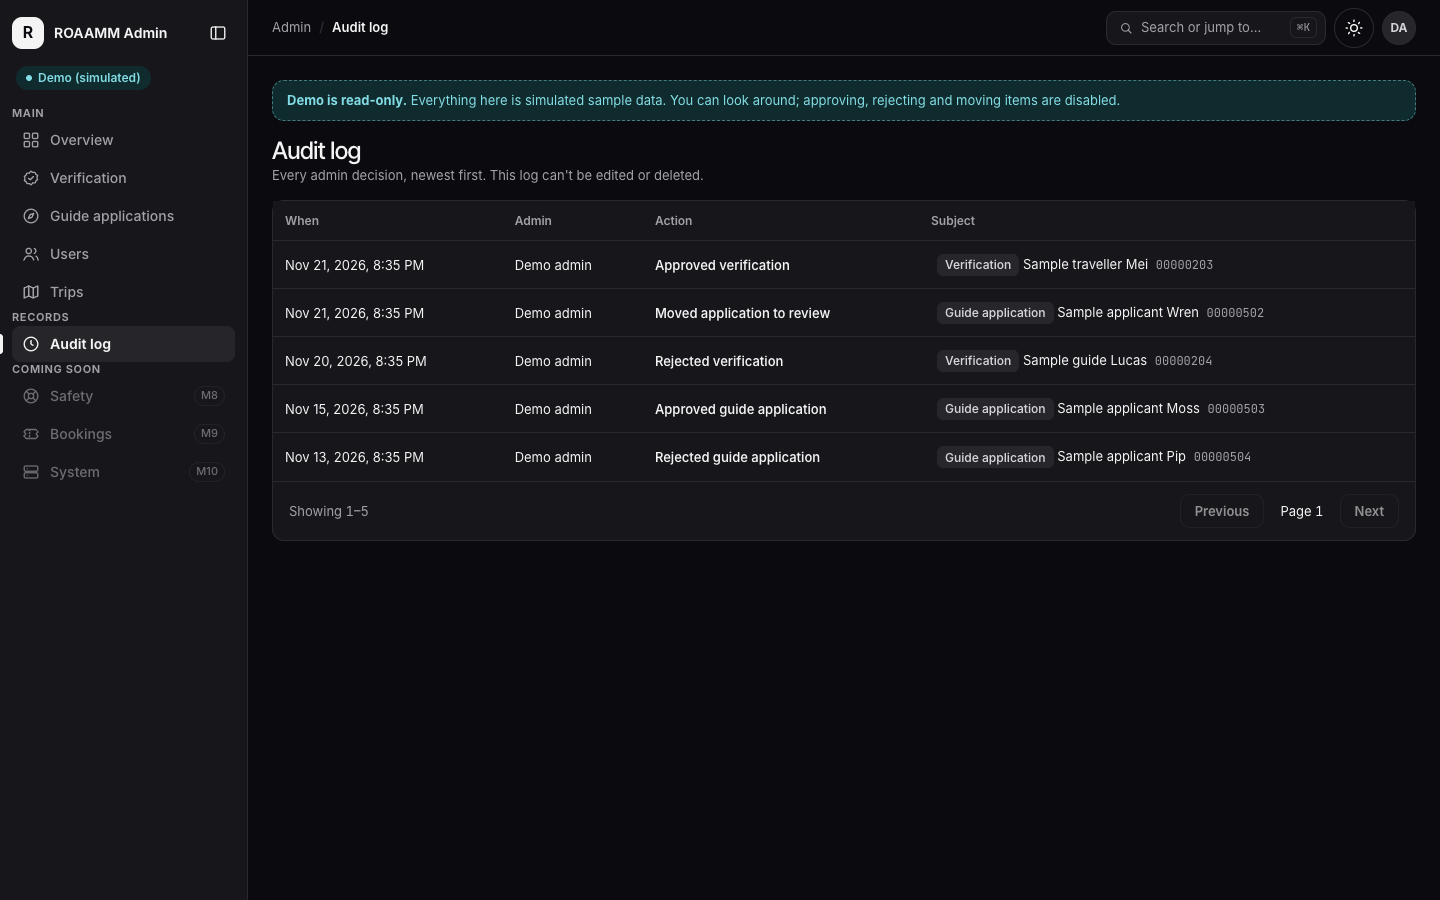 R ROAAMM Admin
Demo (simulated)
MAIN
Overview
Verification
Guide applications
Users
Trips
RECORDS
Audit log
COMING SOON
Safety M8
Bookings M9
System M10
Admin / Audit log
Search or jump to... ⌘K
DA
Demo is read-only. Everything here is simulated sample data. You can look around; approving, rejecting and moving items are disabled.
Audit log
Every admin decision, newest first. This log can't be edited or deleted.
When Admin Action Subject
Nov 21, 2026, 8:35 PM Demo admin Approved verification Verification Sample traveller Mei 00000203
Nov 21, 2026, 8:35 PM Demo admin Moved application to review Guide application Sample applicant Wren 00000502
Nov 20, 2026, 8:35 PM Demo admin Rejected verification Verification Sample guide Lucas 00000204
Nov 15, 2026, 8:35 PM Demo admin Approved guide application Guide application Sample applicant Moss 00000503
Nov 13, 2026, 8:35 PM Demo admin Rejected guide application Guide application Sample applicant Pip 00000504
Showing 1–5 Previous Page 1 Next